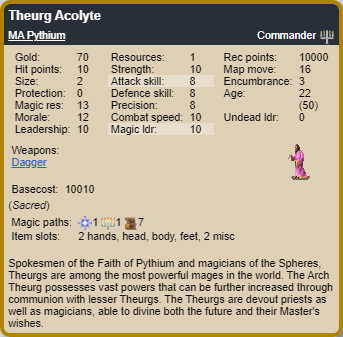 Theurg Acolyte
MA Pythium Commander
Gold: 70 Resources: 1 Rec points: 10000
Hit points: 10 Strength: 10 Map move: 16
Size: 2 Attack skill: 8 Encumbrance: 3
Protection: 0 Defence skill: 8 Age: 22
Magic res: 13 Precision: 8 (50)
Morale: 12 Combat speed: 10 Undead ldr: 0
Leadership: 10 Magic ldr: 10
Weapons:
Dagger
Basecost: 10010
(Sacred)
Magic paths: 1 1 7
Item slots: 2 hands, head, body, feet, 2 misc
Spokesmen of the Faith of Pythium and magicians of the Spheres,
Theurgs are among the most powerful mages in the world. The Arch
Theurg possesses vast powers that can be further increased through
communion with lesser Theurgs. The Theurgs are devout priests as
well as magicians, able to divine both the future and their Master's
wishes.